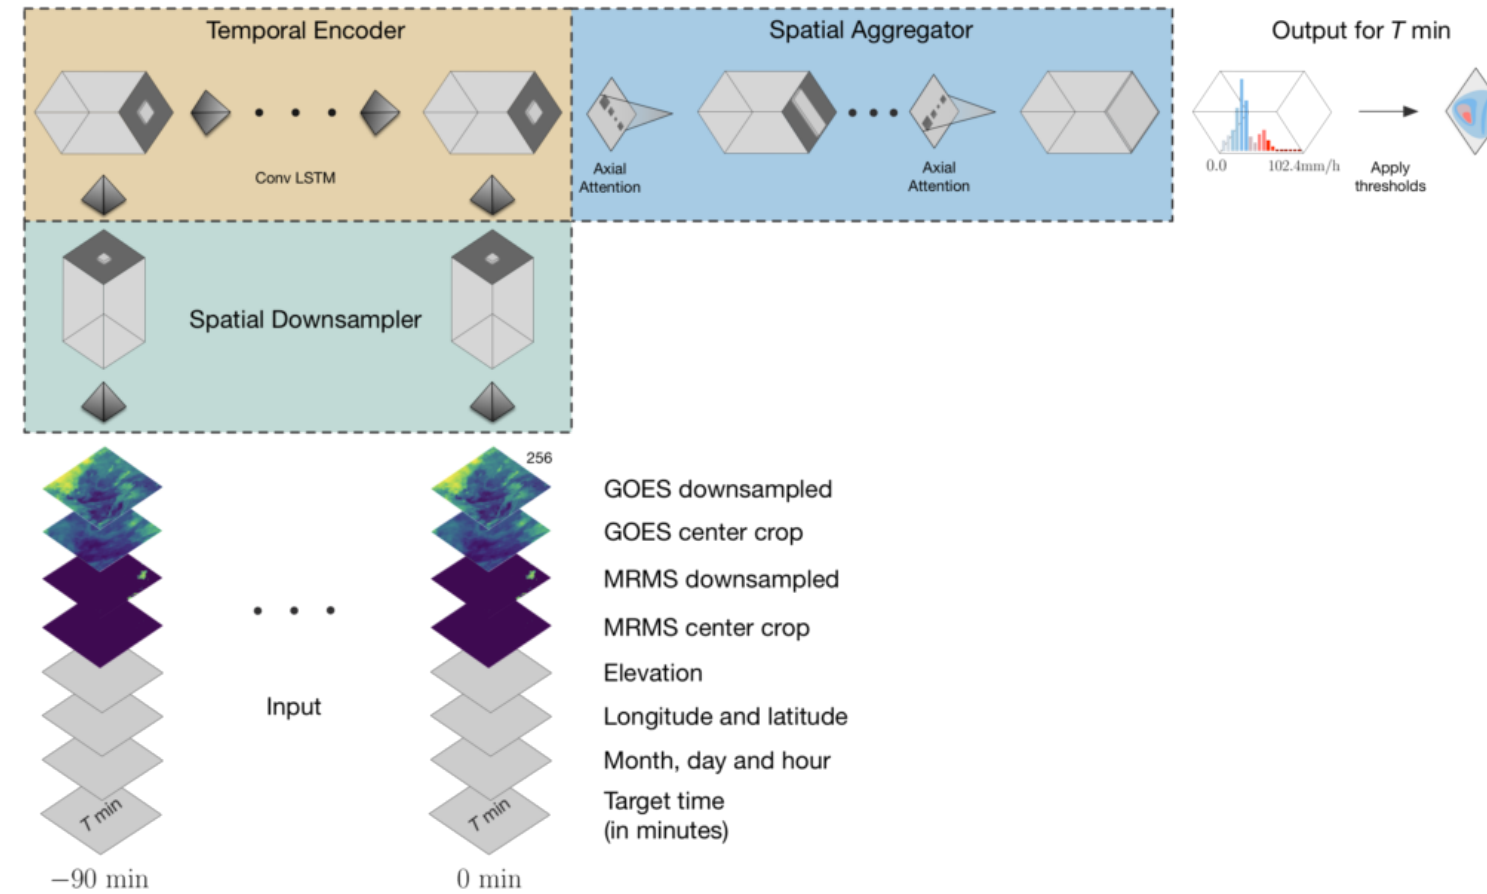 Temporal Encoder
Spatial Aggregator
Output for T min
Conv LSTM
Axial
Attention
Axial
Attention
0.0
102.4mm/h
Apply
thresholds
Spatial Downsampler
256
GOES downsampled
GOES center crop
MRMS downsampled
MRMS center crop
Elevation
Input
Longitude and latitude
Month, day and hour
T min
T min
Target time
(in minutes)
−90 min
0 min